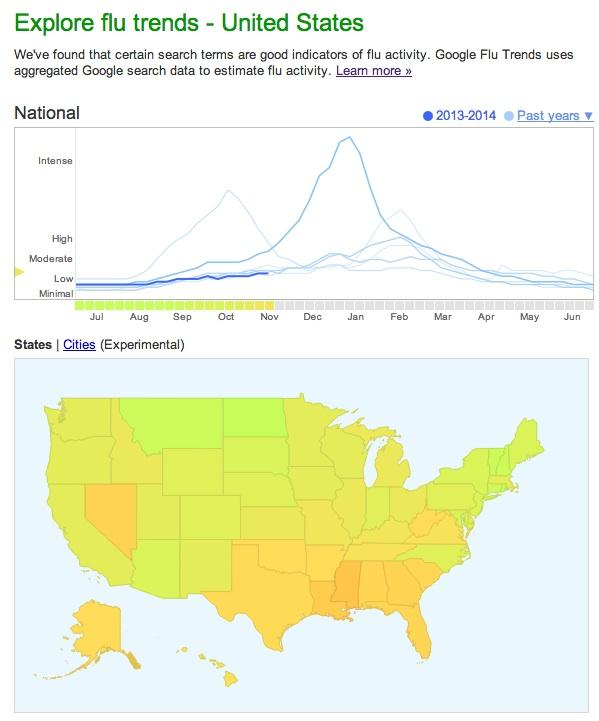 Explore flu trends - United States
We've found that certain search terms are good indicators of flu activity. Google Flu Trends uses
aggregated Google search data to estimate flu activity. Learn more »
National
2013-2014 Past years ▼
Intense
High
Moderate
Low
Minimal
Jul Aug Sep Oct Nov Dec Jan Feb Mar Apr May Jun
States | Cities (Experimental)